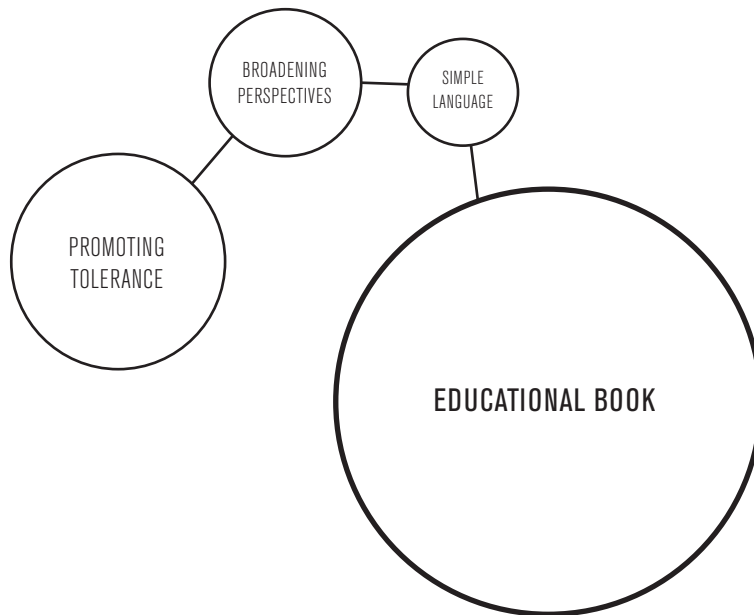 BROADENING
PERSPECTIVES
SIMPLE
LANGUAGE
PROMOTING
TOLERANCE
EDUCATIONAL BOOK